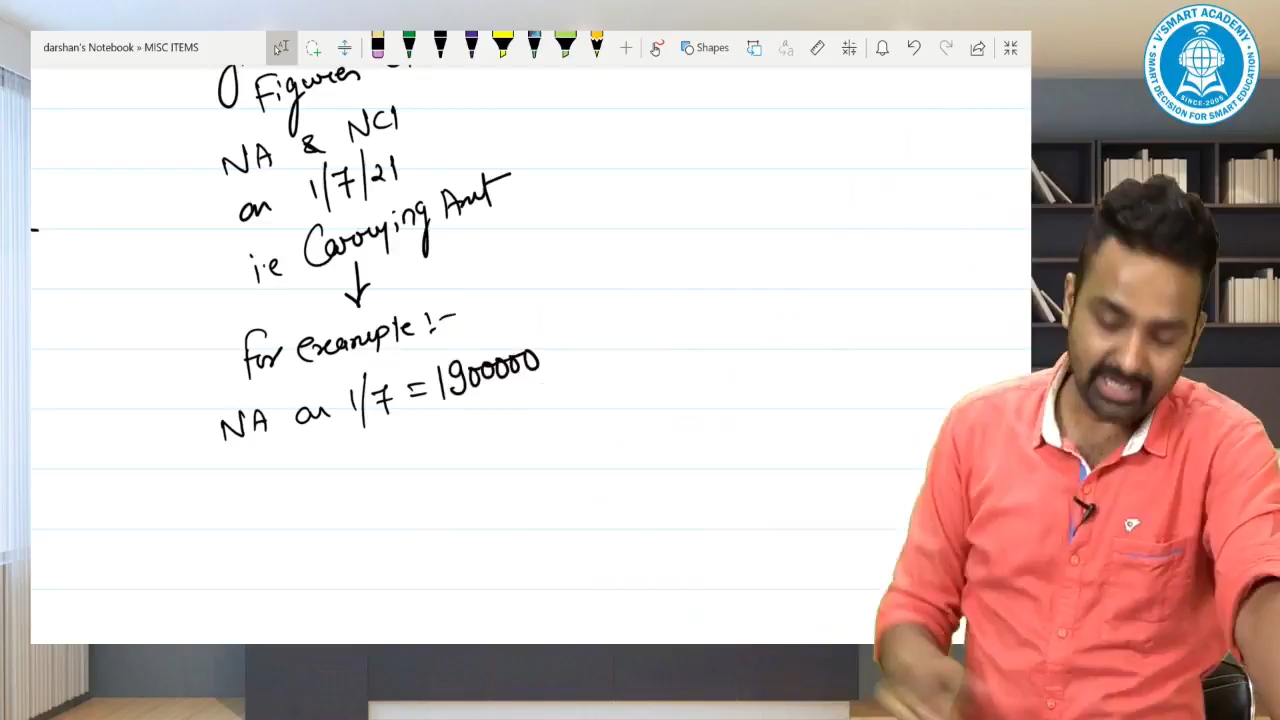 darshan's Notebook » MISC ITEMS
Shapes
V'SMART ACADEMY
SMART DECISION FOR SMART EDUCATION
SINCE-2005
Figures
NA & NCI
on 1/7/21
i.e Carrying Amt
for example :-
NA on 1/7 = 1900000